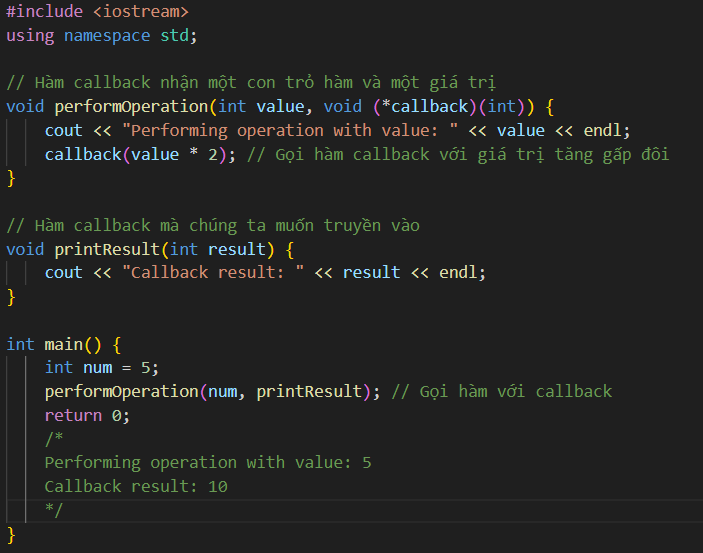 #include <iostream>
using namespace std;
// Hàm callback nhận một con trỏ hàm và một giá trị
void performOperation(int value, void (*callback)(int)) {
cout << "Performing operation with value: " << value << endl;
callback(value * 2); // Gọi hàm callback với giá trị tăng gấp đôi
}
// Hàm callback mà chúng ta muốn truyền vào
void printResult(int result) {
cout << "Callback result: " << result << endl;
}
int main() {
int num = 5;
performOperation(num, printResult); // Gọi hàm với callback
return 0;
/*
Performing operation with value: 5
Callback result: 10
*/
}